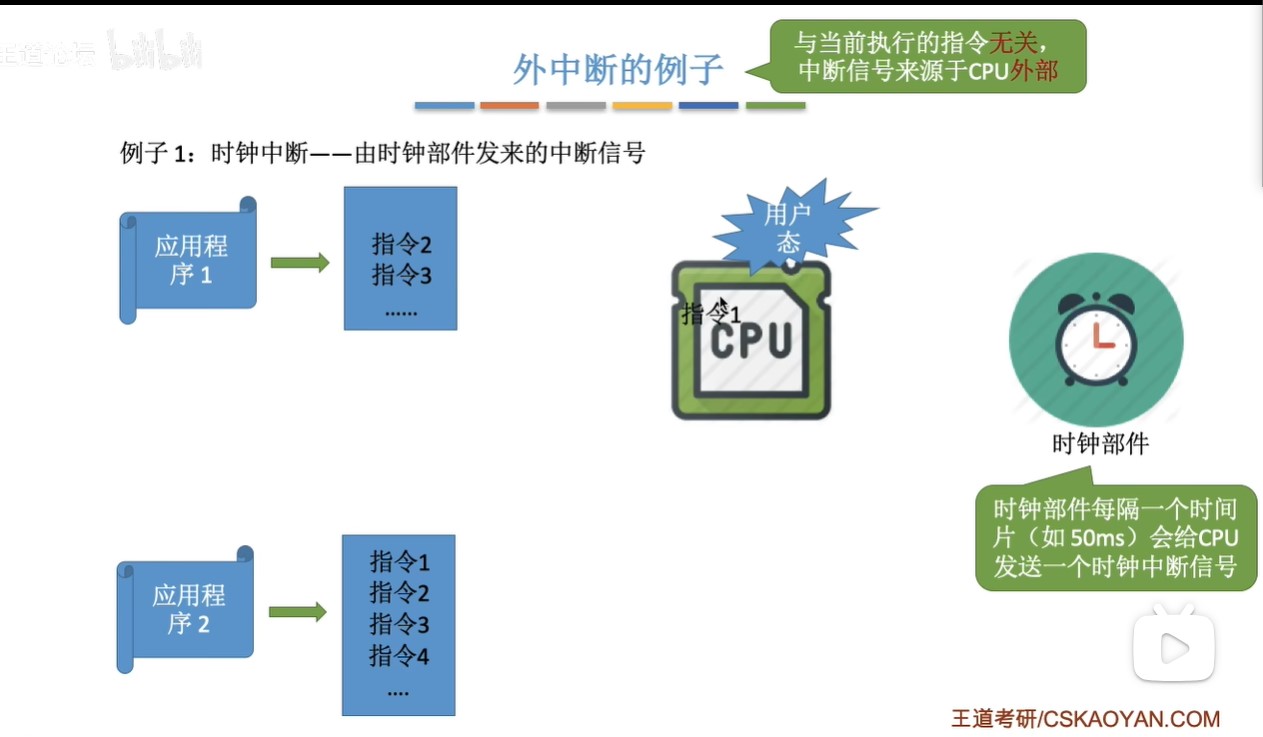 王道论坛 bilibili
外中断的例子
与当前执行的指令无关，
中断信号来源于CPU外部
例子 1：时钟中断——由时钟部件发来的中断信号
应用程
序 1
指令2
指令3
……
用户
态
指令1
CPU
时钟部件
时钟部件每隔一个时间
片（如 50ms）会给CPU
发送一个时钟中断信号
应用程
序 2
指令1
指令2
指令3
指令4
....
王道考研/CSKAOYAN.COM